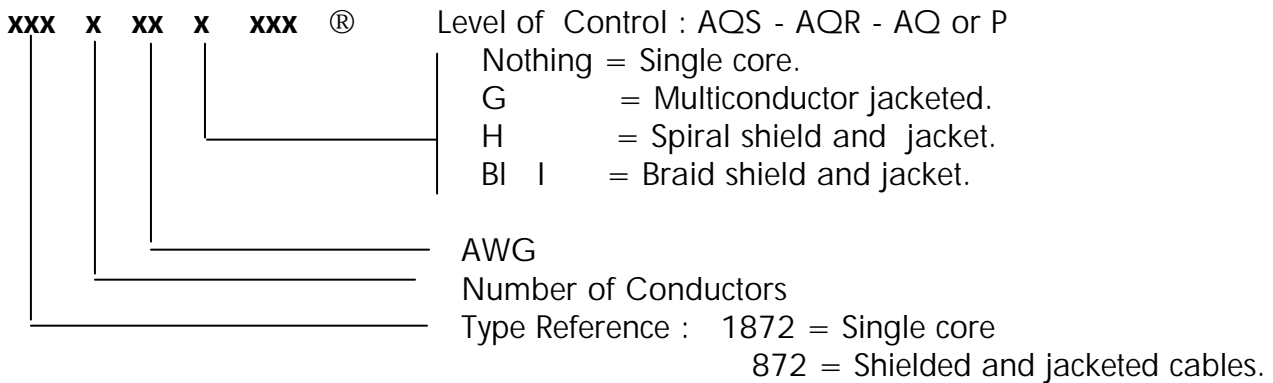 xxx x xx x xxx ® Level of Control : AQS - AQR - AQ or P
Nothing = Single core.
G = Multiconductor jacketed.
H = Spiral shield and jacket.
Bl l = Braid shield and jacket.
AWG
Number of Conductors
Type Reference : 1872 = Single core
872 = Shielded and jacketed cables.